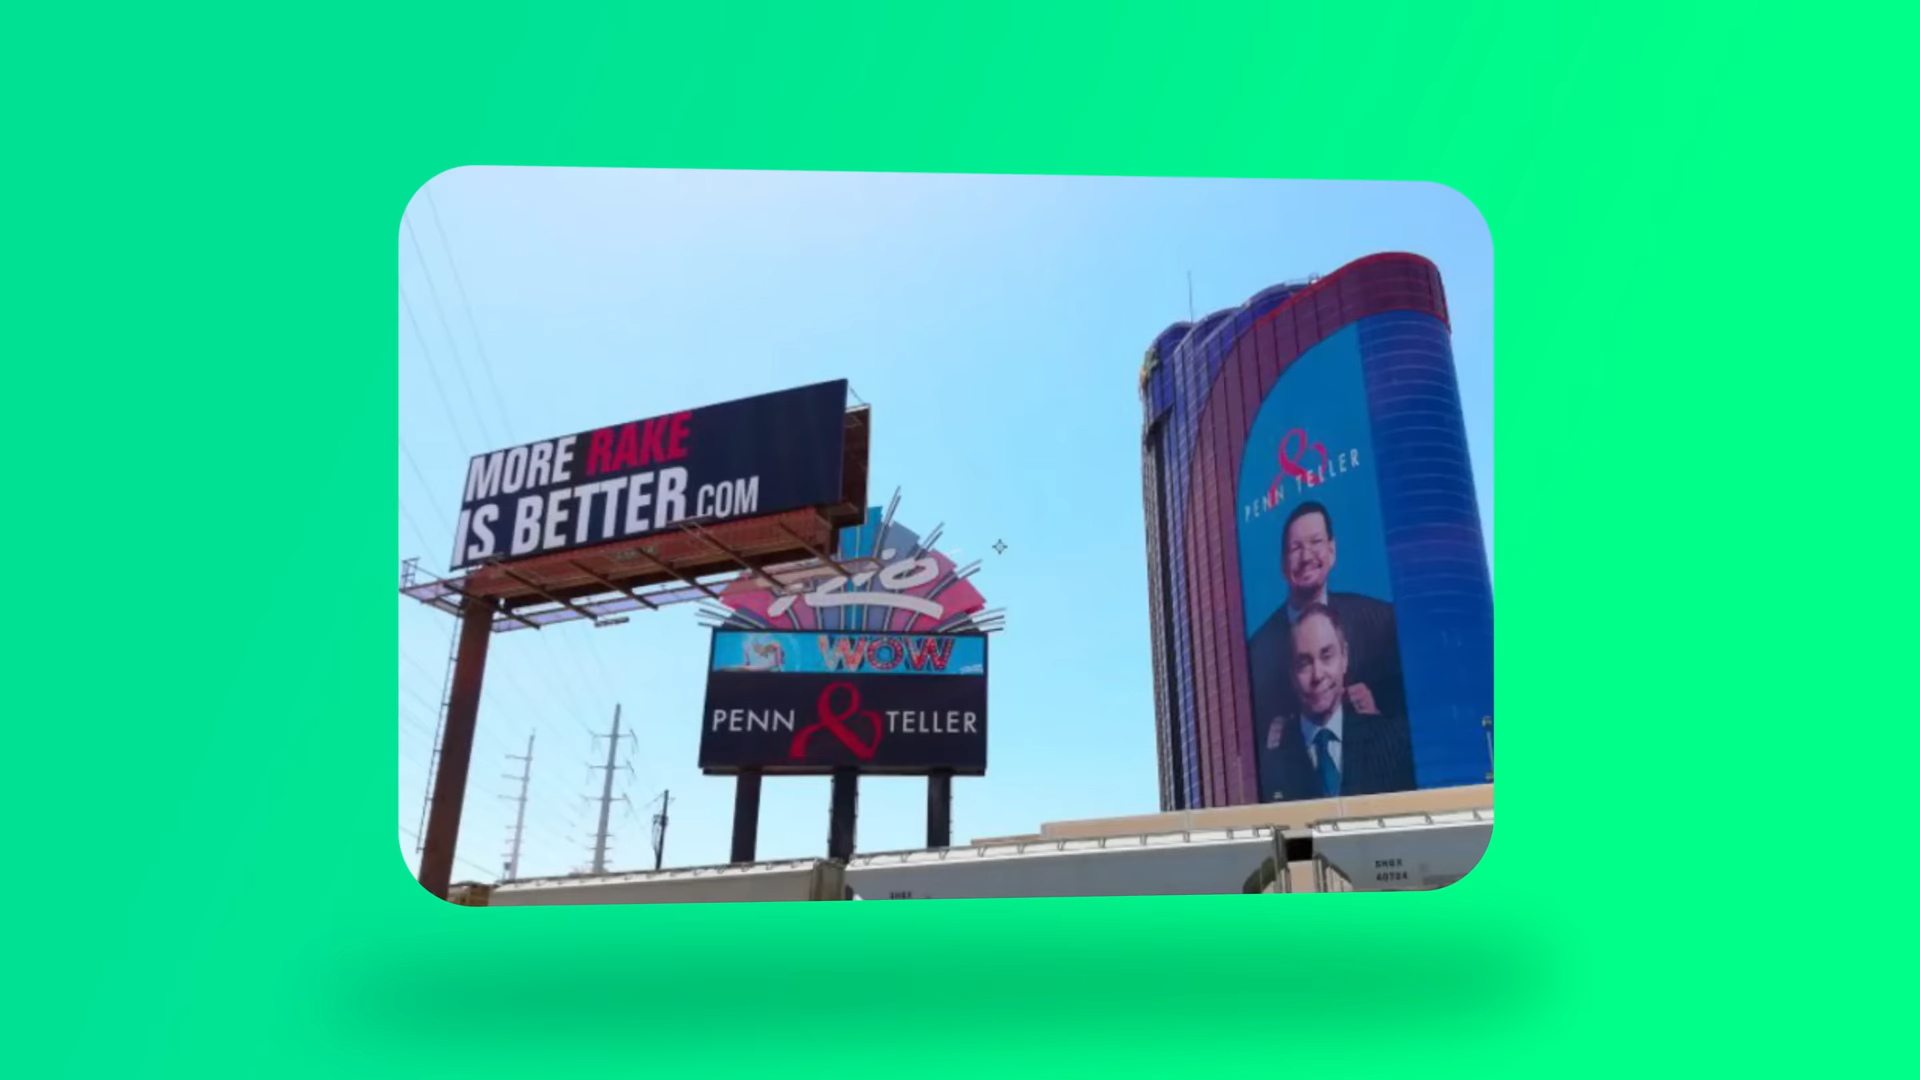 MORE RAKE
IS BETTER.COM
Rio
WOW
PENN & TELLER
&
PENN TELLER